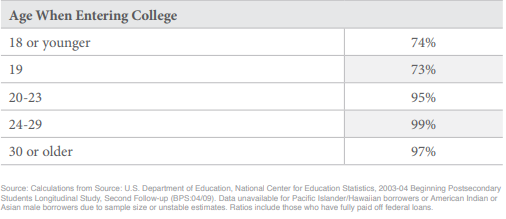 Age When Entering College
18 or younger 74%
19 73%
20-23 95%
24-29 99%
30 or older 97%
Source: Calculations from Source: U.S. Department of Education, National Center for Education Statistics, 2003-04 Beginning Postsecondary
Students Longitudinal Study, Second Follow-up (BPS:04/09). Data unavailable for Pacific Islander/Hawaiian borrowers or American Indian or
Asian male borrowers due to sample size or unstable estimates. Ratios include those who have fully paid off federal loans.